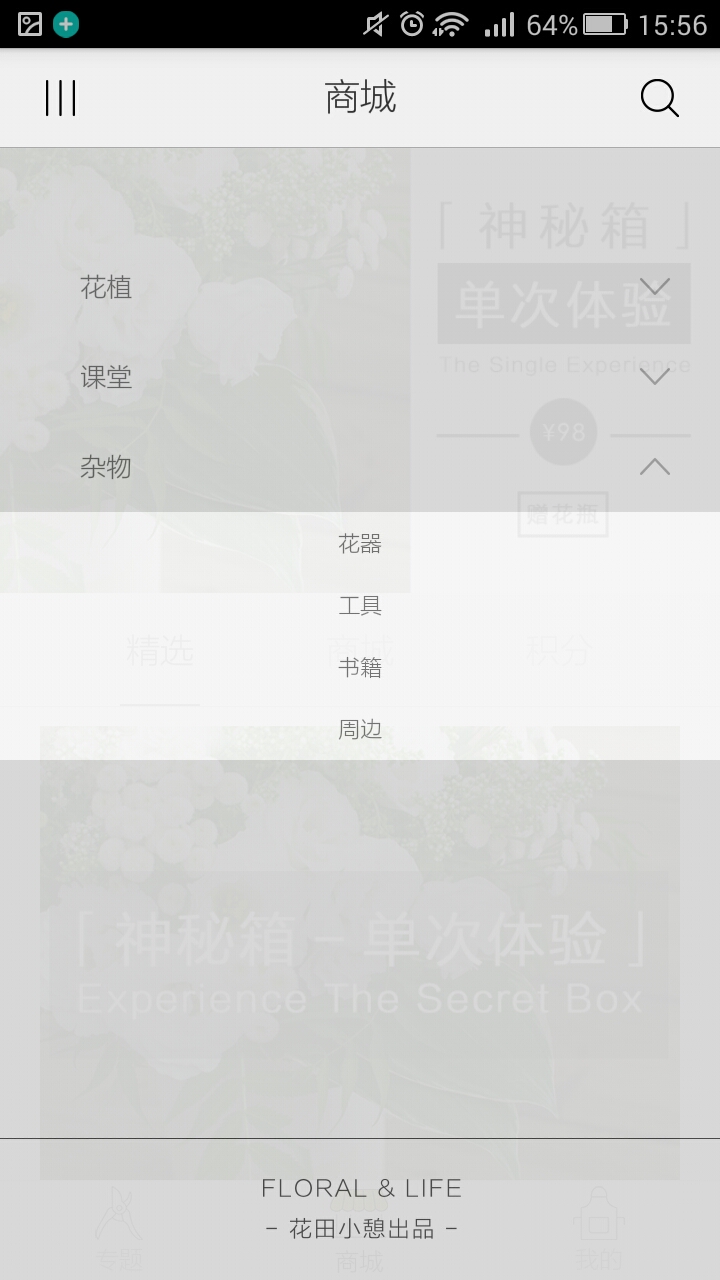 64% 15:56
商城
「神秘箱」
花植
单次体验
The Single Experience
课堂
¥98
杂物
赠花瓶
花器
工具
精选 商城 积分
书籍
周边
「神秘箱-单次体验」
Experience The Secret Box
FLORAL & LIFE
- 花田小憩出品 -
专题 商城 我的